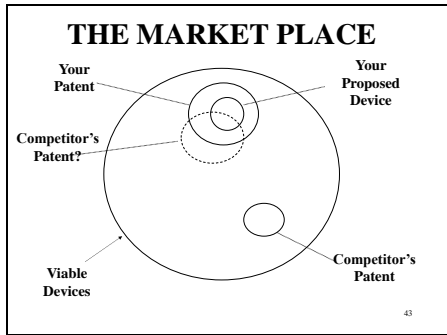 THE MARKET PLACE
Your
Patent
Your
Proposed
Device
Competitor's
Patent?
Competitor's
Patent
Viable
Devices
43